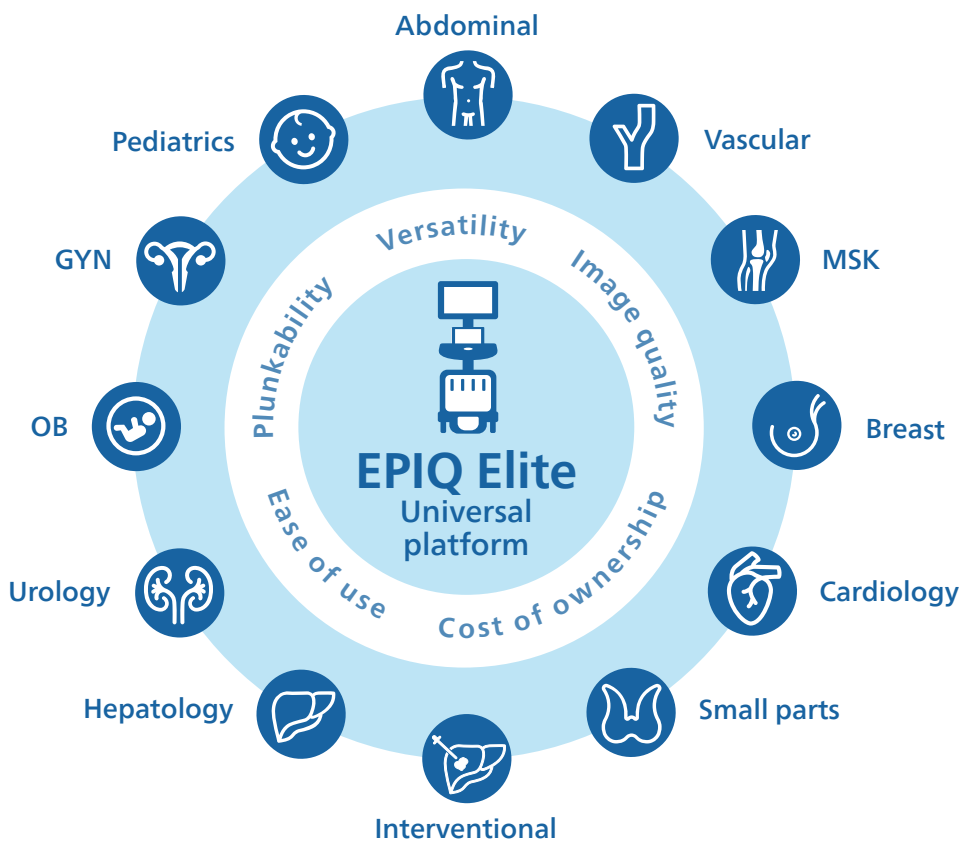 Abdominal
Vascular
MSK
Breast
Cardiology
Small parts
Interventional
Hepatology
Urology
OB
GYN
Pediatrics
Versatility
Image quality
Cost of ownership
Ease of use
Plunkability
EPIQ Elite
Universal
platform